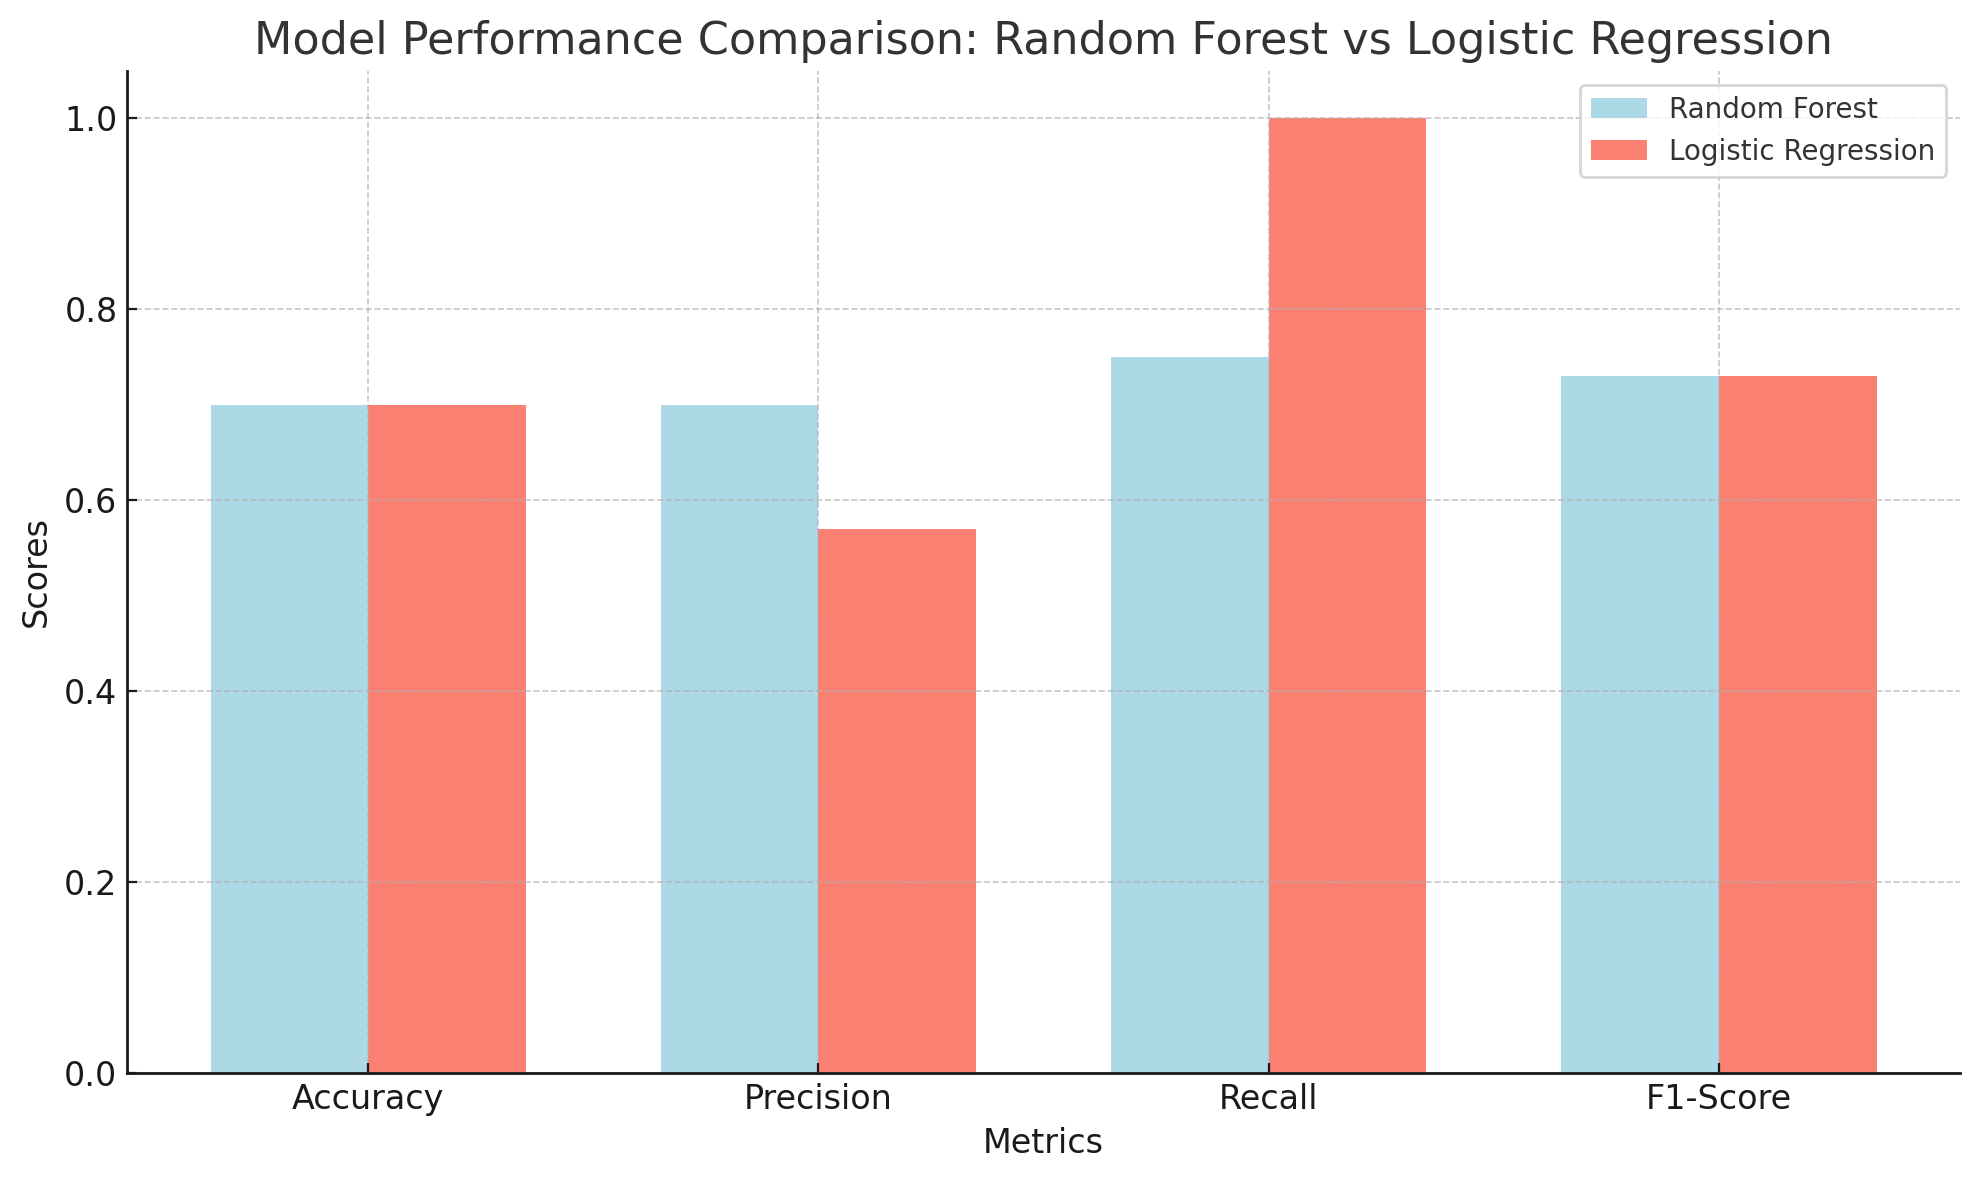 Model Performance Comparison: Random Forest vs Logistic Regression
Random Forest
Logistic Regression
1.0
0.8
0.6
0.4
0.2
0.0
Scores
Accuracy
Precision
Recall
F1-Score
Metrics